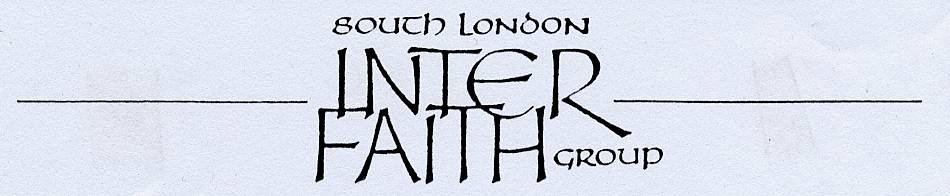 SOUTH LONDON
INTER
FAITH
GROUP